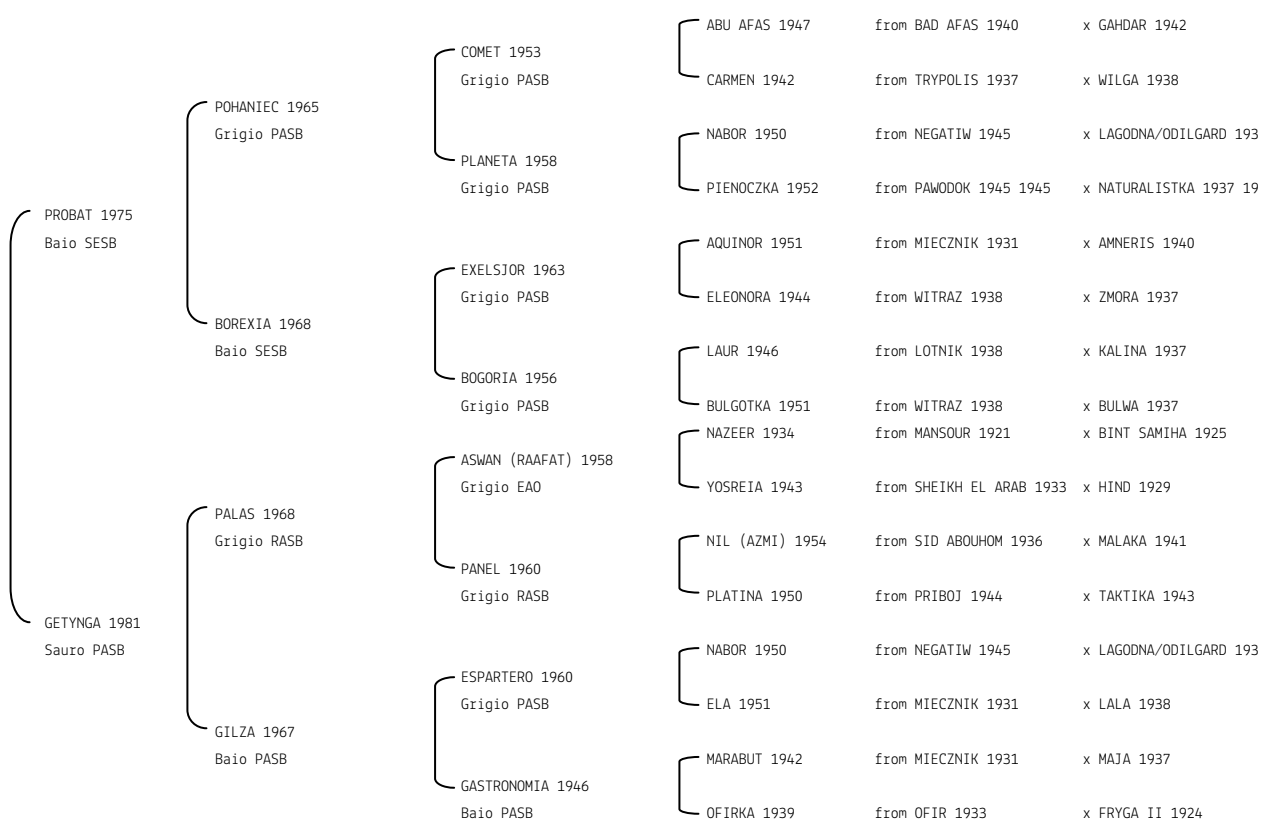 ABU AFAS 1947 from BAD AFAS 1940 x GAHDAR 1942
COMET 1953
Grigio PASB CARMEN 1942 from TRYPOLIS 1937 x WILGA 1938
POHANIEC 1965
Grigio PASB NABOR 1950 from NEGATIW 1945 x LAGODNA/ODILGARD 193
PLANETA 1958
Grigio PASB PIENOCZKA 1952 from PAWODOK 1945 1945 x NATURALISTKA 1937 19
PROBAT 1975
Baio SESB AQUINOR 1951 from MIECZNIK 1931 x AMNERIS 1940
EXELSJOR 1963
Grigio PASB ELEONORA 1944 from WITRAZ 1938 x ZMORA 1937
BOREXIA 1968
Baio SESB LAUR 1946 from LOTNIK 1938 x KALINA 1937
BOGORIA 1956
Grigio PASB BULGOTKA 1951 from WITRAZ 1938 x BULWA 1937
NAZEER 1934 from MANSOUR 1921 x BINT SAMIHA 1925
ASWAN (RAAFAT) 1958
Grigio EAO YOSREIA 1943 from SHEIKH EL ARAB 1933 x HIND 1929
PALAS 1968
Grigio RASB NIL (AZMI) 1954 from SID ABOUHOM 1936 x MALAKA 1941
PANEL 1960
Grigio RASB PLATINA 1950 from PRIBOJ 1944 x TAKTIKA 1943
GETYNGA 1981
Sauro PASB NABOR 1950 from NEGATIW 1945 x LAGODNA/ODILGARD 193
ESPARTERO 1960
Grigio PASB ELA 1951 from MIECZNIK 1931 x LALA 1938
GILZA 1967
Baio PASB MARABUT 1942 from MIECZNIK 1931 x MAJA 1937
GASTRONOMIA 1946
Baio PASB OFIRKA 1939 from OFIR 1933 x FRYGA II 1924